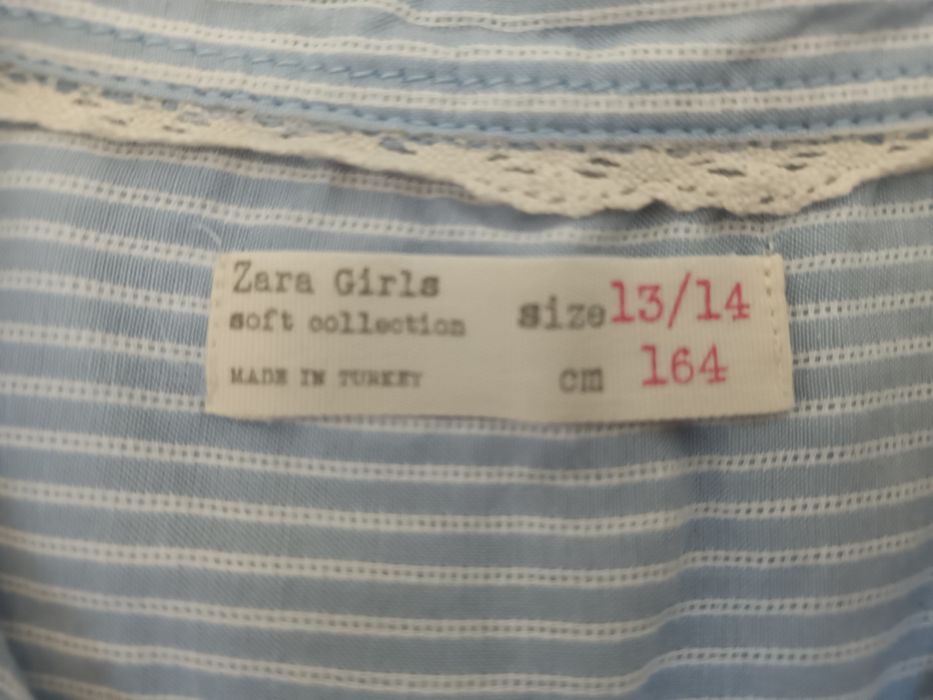 Zara Girls
soft collection
MADE IN TURKEY
size 13/14
cm 164